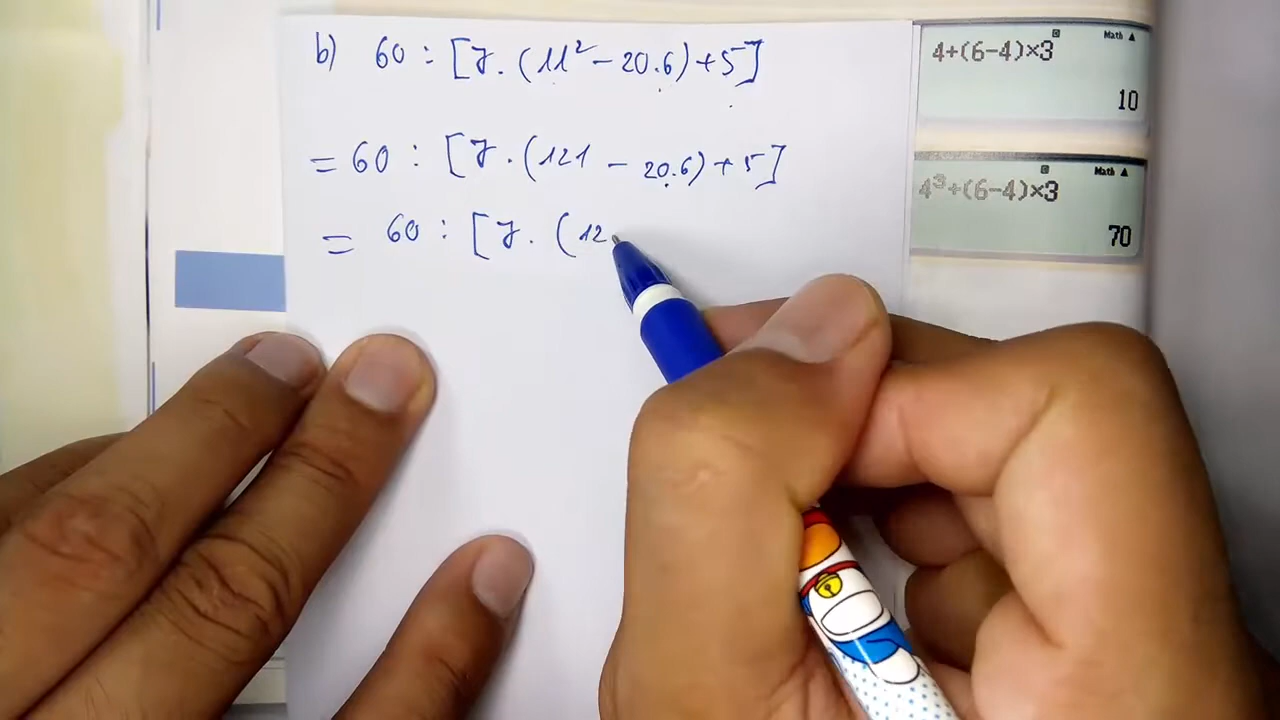 b) 60 : [7. (11² - 20.6) + 5]
= 60 : [7. (121 - 20.6) + 5]
= 60 : [7. (12
4+(6-4)×3
Math ▲
10
4³+(6-4)×3
Math ▲
70